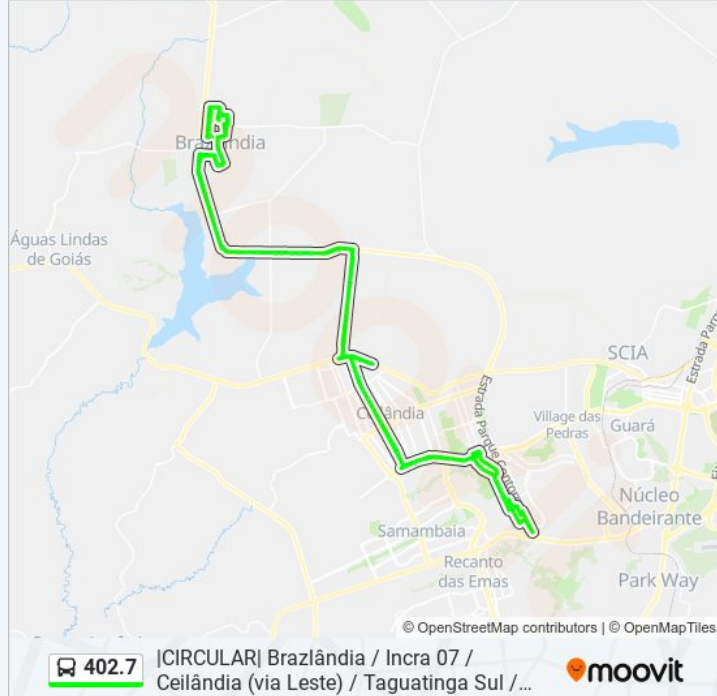 Brazlândia
Águas Lindas
de Goiás
SCIA
Estrada Parque
Ceilândia
Estrada Parque Contorno
Village das
Pedras
Guará
Núcleo
Bandeirante
Samambaia
Recanto
das Emas
Park Way
© OpenStreetMap contributors | © OpenMapTiles
402.7
|CIRCULAR| Brazlândia / Incra 07 /
Ceilândia (via Leste) / Taguatinga Sul /...
moovit